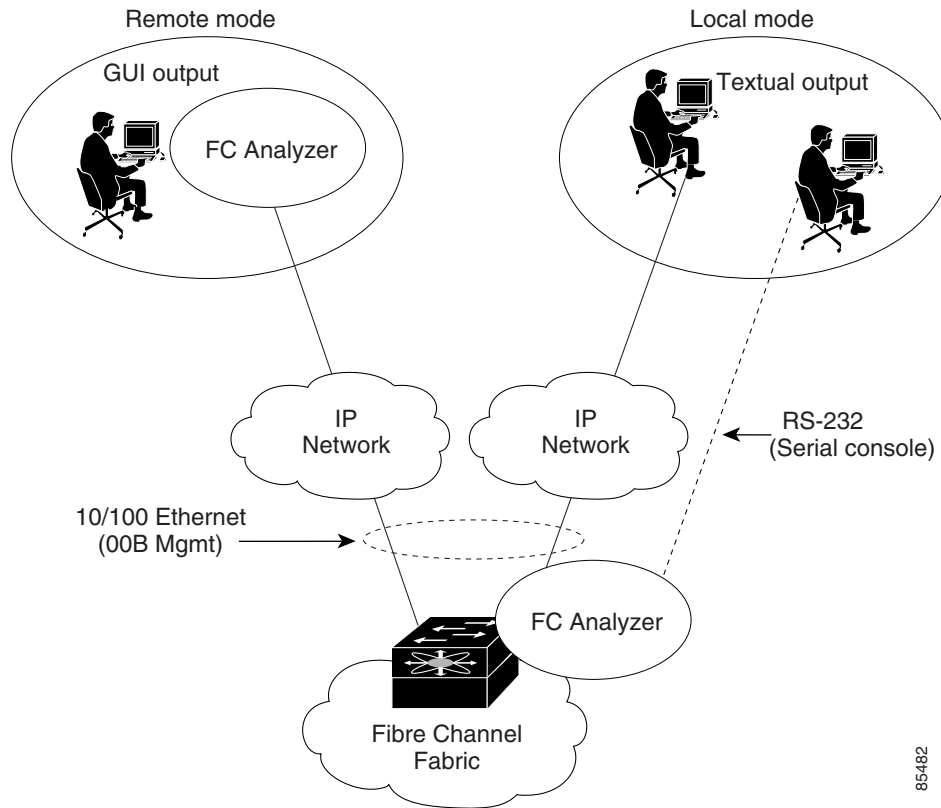 Remote mode
Local mode
GUI output
FC Analyzer
Textual output
IP
Network
IP
Network
RS-232
(Serial console)
10/100 Ethernet
(00B Mgmt)
FC Analyzer
Fibre Channel
Fabric
85482